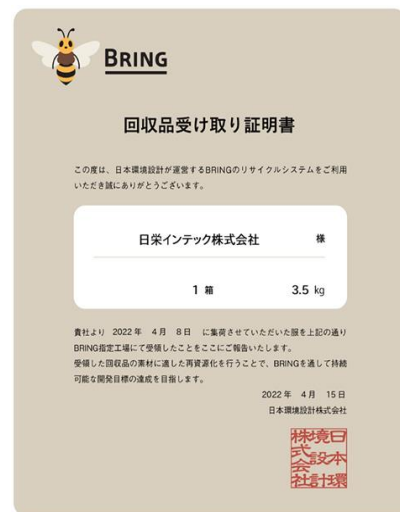 BRING
回収品受け取り証明書
この度は、日本環境設計が運営するBRINGのリサイクルシステムをご利用
いただき誠にありがとうございます。
日栄インテック株式会社 様
1 箱 3.5 kg
貴社より 2022 年 4 月 8 日 に集荷させていただいた服を上記の通り
BRING指定工場にて受領したことをここにご報告いたします。
受領した回収品の素材に適した再資源化を行うことで、BRINGを通して持続
可能な開発目標の達成を目指します。
2022 年 4 月 15 日
日本環境設計株式会社
日本環
境設計
株式会社